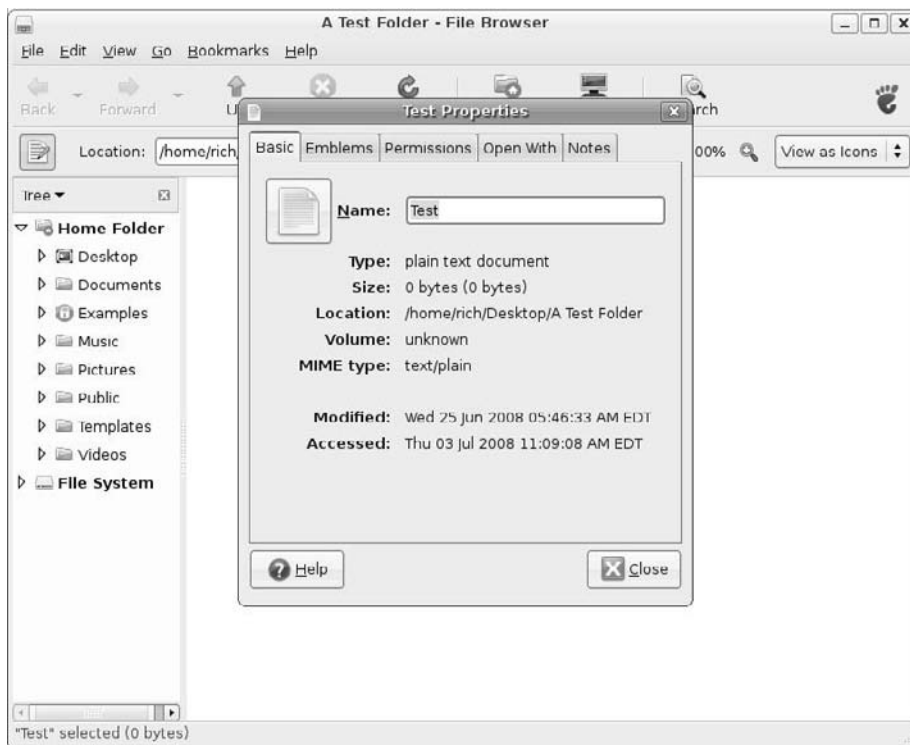 A Test Folder - File Browser
File Edit View Go Bookmarks Help
Back Forward U rch
Test Properties
Location: /home/rich, 00% View as Icons
Basic Emblems Permissions Open With Notes
Tree
Home Folder
Desktop
Documents
Examples
Music
Pictures
Public
Templates
Videos
File System
Name: Test
Type: plain text document
Size: 0 bytes (0 bytes)
Location: /home/rich/Desktop/A Test Folder
Volume: unknown
MIME type: text/plain
Modified: Wed 25 Jun 2008 05:46:33 AM EDT
Accessed: Thu 03 Jul 2008 11:09:08 AM EDT
Help Close
"Test" selected (0 bytes)